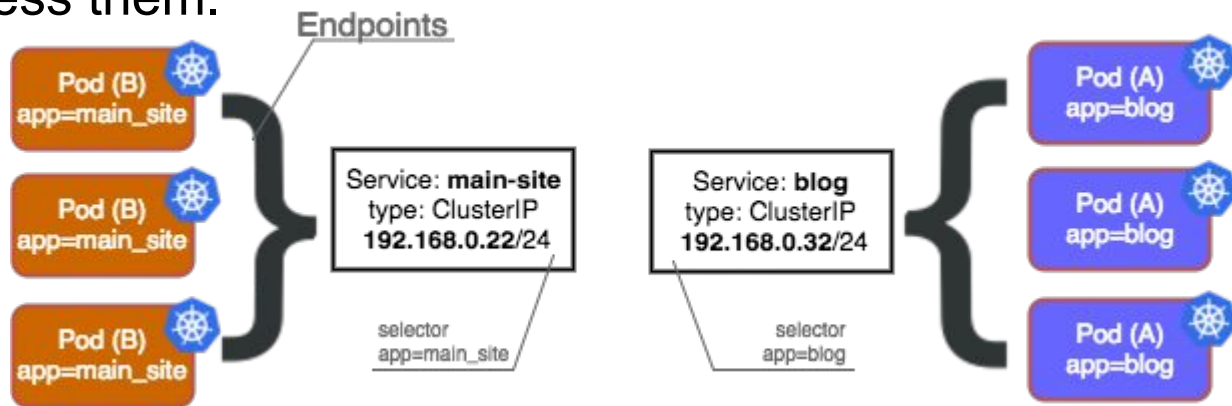 ess them.
Endpoints
Pod (B)
app=main_site
Pod (B)
app=main_site
Pod (B)
app=main_site
Service: main-site
type: ClusterIP
192.168.0.22/24
selector
app=main_site
Service: blog
type: ClusterIP
192.168.0.32/24
selector
app=blog
Pod (A)
app=blog
Pod (A)
app=blog
Pod (A)
app=blog